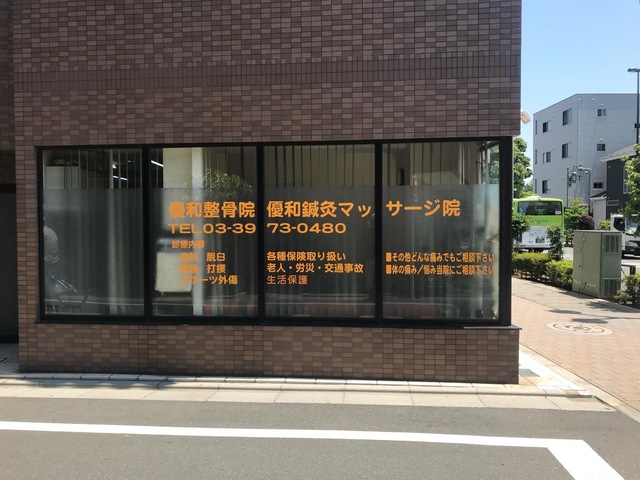 優和整骨院 優和鍼灸マッサージ院
TEL03-3973-0480
診療内容
骨折 脱臼 各種保険取り扱い ■その他どんな痛みでもご相談下さい
捻挫 打撲 老人・労災・交通事故 ■体の痛み/悩み当院にご相談下さい
スポーツ外傷 生活保護